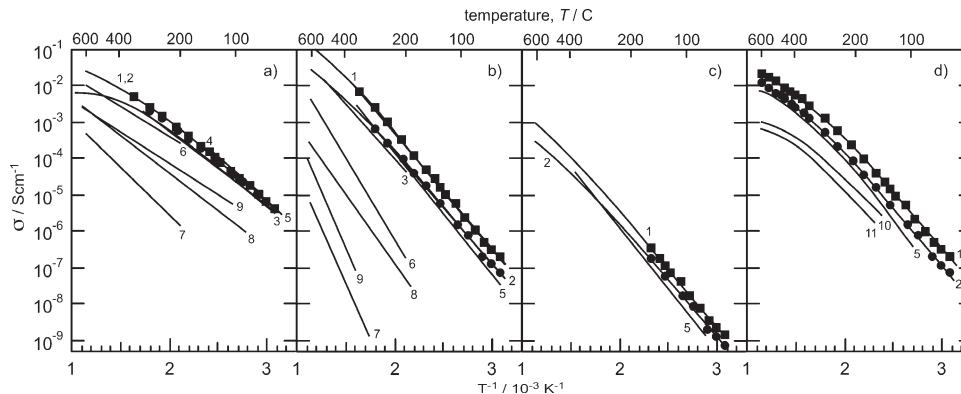 temperature, T / C
600 400 200 100 600 400 200 100 600 400 200 100 600 400 200 100
10⁻¹ a) b) c) d)
1,2 1
10⁻²
10⁻³ 1
4 2
6 3
10⁻⁴
10⁻⁵ 9 3 5
7 8 10
10⁻⁶ 11
6 1 5
10⁻⁷ 9 8 2 1
5 2
10⁻⁸
5
10⁻⁹ 7
σ / Scm⁻¹
1 2 3 1 2 3 1 2 3 1 2 3
T⁻¹ / 10⁻³ K⁻¹